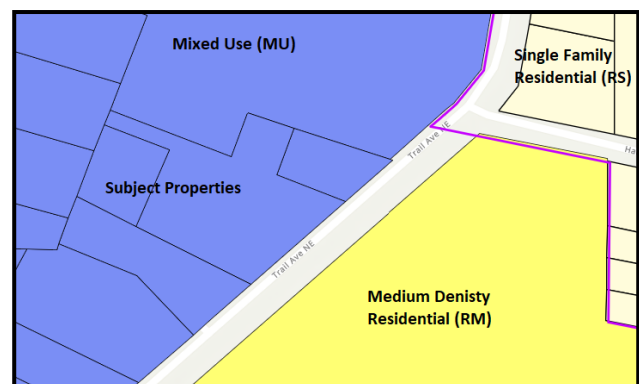 Mixed Use (MU)
Single Family
Residential (RS)
Trail Ave NE
Ha
Subject Properties
Trail Ave NE
Medium Denisty
Residential (RM)